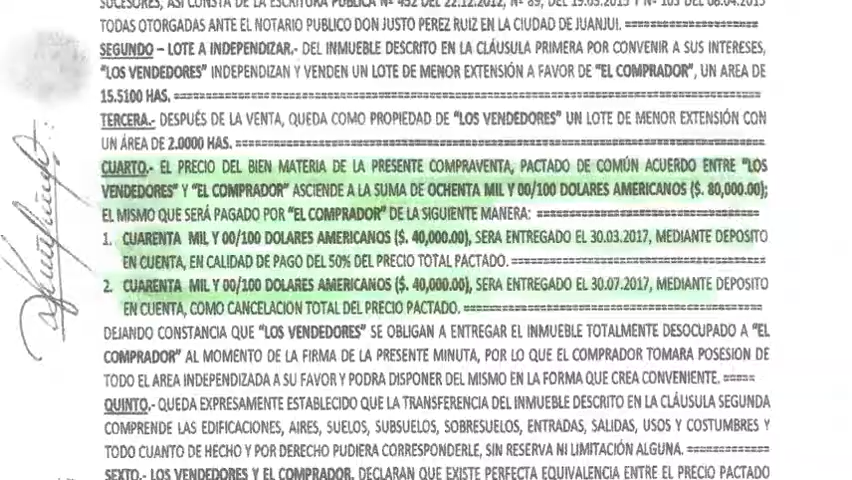 SUCESORES, ASI CONSTA DE LA ESCRITURA PUBLICA N° 452 DEL 22.12.2012, N° 89, DEL 19.03.2015 Y N° 103 DEL 08.04.2015
TODAS OTORGADAS ANTE EL NOTARIO PUBLICO DON JUSTO PEREZ RUIZ EN LA CIUDAD DE JUANJUI.
SEGUNDO – LOTE A INDEPENDIZAR.- DEL INMUEBLE DESCRITO EN LA CLÁUSULA PRIMERA POR CONVENIR A SUS INTERESES,
"LOS VENDEDORES" INDEPENDIZAN Y VENDEN UN LOTE DE MENOR EXTENSIÓN A FAVOR DE "EL COMPRADOR", UN AREA DE
15.5100 HAS. ====================
TERCERA.- DESPUÉS DE LA VENTA, QUEDA COMO PROPIEDAD DE "LOS VENDEDORES" UN LOTE DE MENOR EXTENSIÓN CON
UN ÁREA DE 2.0000 HAS. ====================
CUARTO.- EL PRECIO DEL BIEN MATERIA DE LA PRESENTE COMPRAVENTA, PACTADO DE COMÚN ACUERDO ENTRE "LOS
VENDEDORES" Y "EL COMPRADOR" ASCIENDE A LA SUMA DE OCHENTA MIL Y 00/100 DOLARES AMERICANOS ($. 80,000.00);
EL MISMO QUE SERÁ PAGADO POR "EL COMPRADOR" DE LA SIGUIENTE MANERA: ====================
1. CUARENTA MIL Y 00/100 DOLARES AMERICANOS ($. 40,000.00), SERA ENTREGADO EL 30.03.2017, MEDIANTE DEPOSITO
EN CUENTA, EN CALIDAD DE PAGO DEL 50% DEL PRECIO TOTAL PACTADO. ====================
2. CUARENTA MIL Y 00/100 DOLARES AMERICANOS ($. 40,000.00), SERA ENTREGADO EL 30.07.2017, MEDIANTE DEPOSITO
EN CUENTA, COMO CANCELACION TOTAL DEL PRECIO PACTADO. ====================
DEJANDO CONSTANCIA QUE "LOS VENDEDORES" SE OBLIGAN A ENTREGAR EL INMUEBLE TOTALMENTE DESOCUPADO A "EL
COMPRADOR" AL MOMENTO DE LA FIRMA DE LA PRESENTE MINUTA, POR LO QUE EL COMPRADOR TOMARA POSESION DE
TODO EL AREA INDEPENDIZADA A SU FAVOR Y PODRA DISPONER DEL MISMO EN LA FORMA QUE CREA CONVENIENTE. =====
QUINTO.- QUEDA EXPRESAMENTE ESTABLECIDO QUE LA TRANSFERENCIA DEL INMUEBLE DESCRITO EN LA CLÁUSULA SEGUNDA
COMPRENDE LAS EDIFICACIONES, AIRES, SUELOS, SUBSUELOS, SOBRESUELOS, ENTRADAS, SALIDAS, USOS Y COSTUMBRES Y
TODO CUANTO DE HECHO Y POR DERECHO PUDIERA CORRESPONDERLE, SIN RESERVA NI LIMITACIÓN ALGUNA. ==========
SEXTO.- LOS VENDEDORES Y EL COMPRADOR, DECLARAN QUE EXISTE PERFECTA EQUIVALENCIA ENTRE EL PRECIO PACTADO